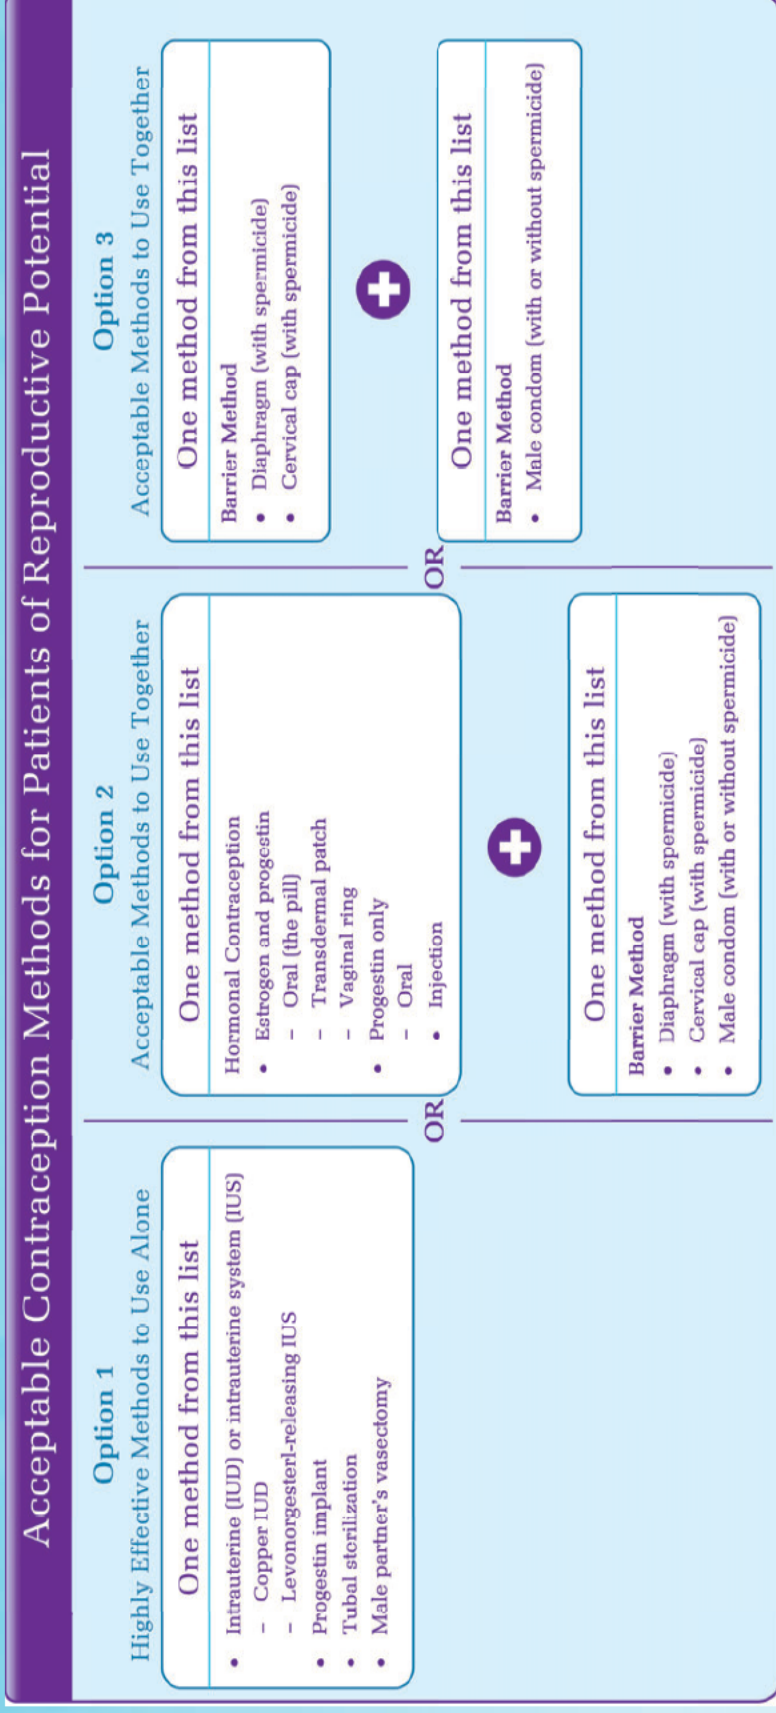 Acceptable Contraception Methods for Patients of Reproductive Potential
Option 1
Highly Effective Methods to Use Alone
One method from this list
• Intrauterine (IUD) or intrauterine system (IUS)
– Copper IUD
– Levonorgesterl-releasing IUS
• Progestin implant
• Tubal sterilization
• Male partner's vasectomy
OR
Option 2
Acceptable Methods to Use Together
One method from this list
Hormonal Contraception
• Estrogen and progestin
– Oral (the pill)
– Transdermal patch
– Vaginal ring
• Progestin only
– Oral
• Injection
+
One method from this list
Barrier Method
• Diaphragm (with spermicide)
• Cervical cap (with spermicide)
• Male condom (with or without spermicide)
OR
Option 3
Acceptable Methods to Use Together
One method from this list
Barrier Method
• Diaphragm (with spermicide)
• Cervical cap (with spermicide)
+
One method from this list
Barrier Method
• Male condom (with or without spermicide)